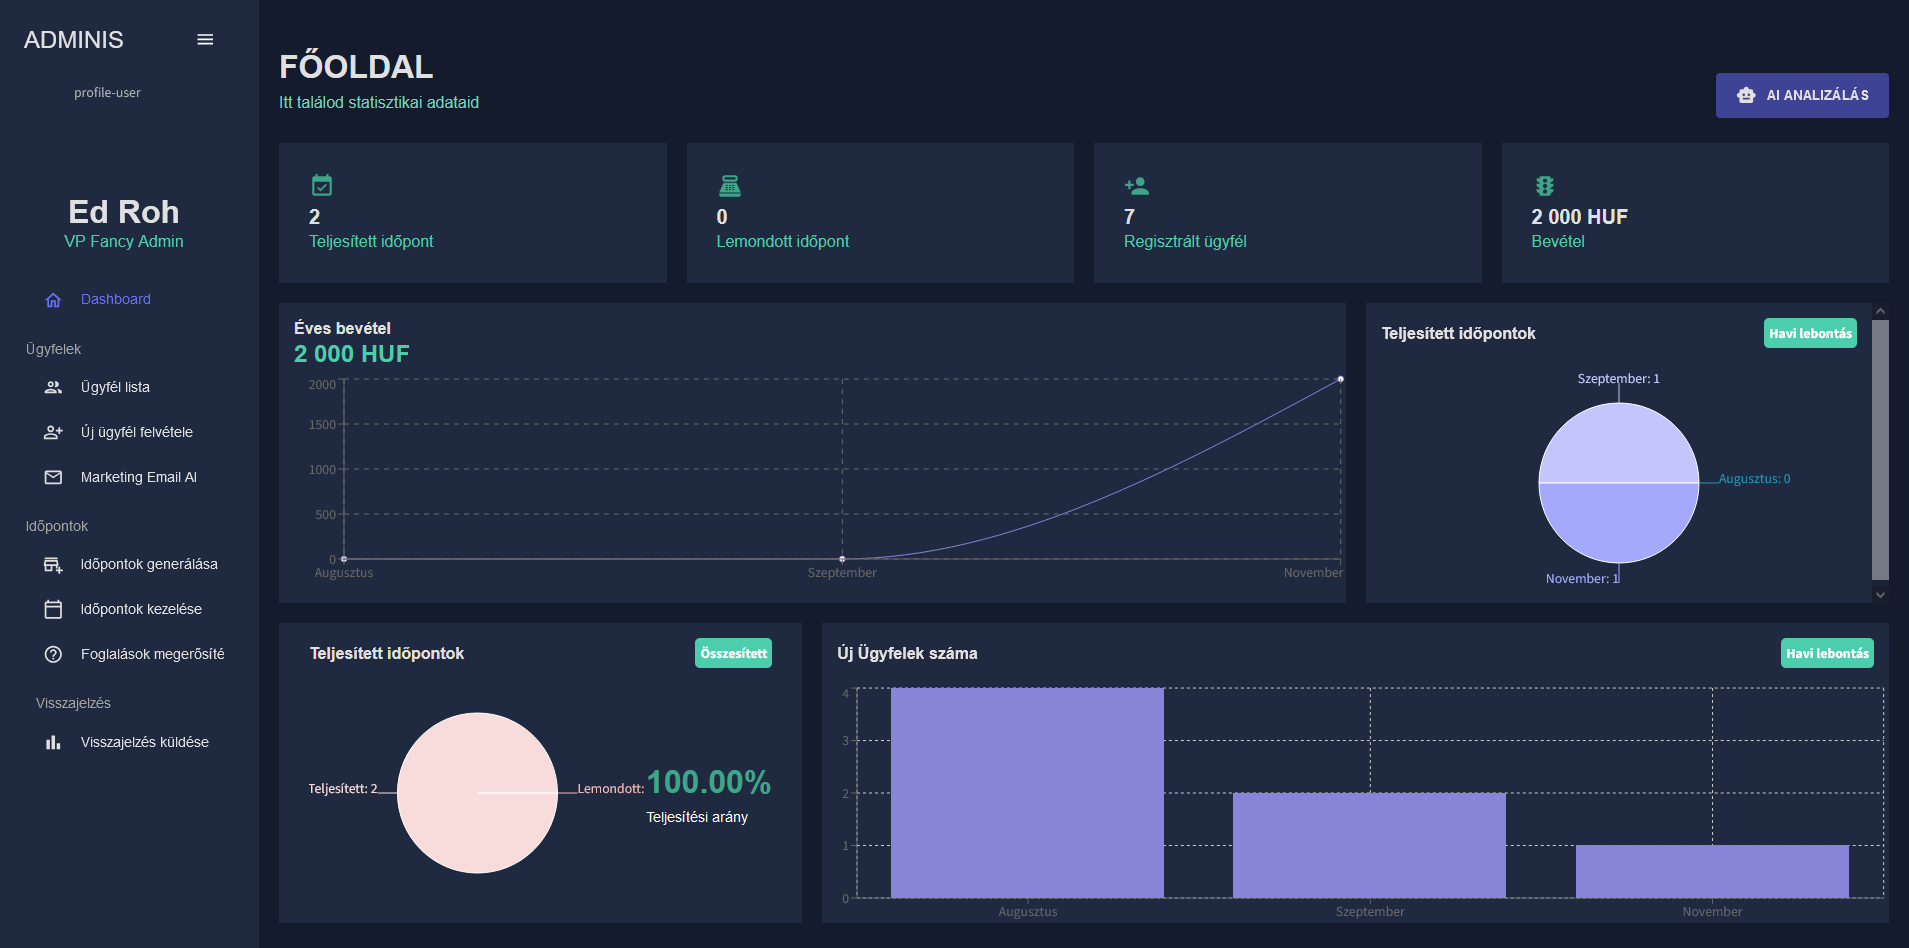 ADMINIS
profile-user
Ed Roh
VP Fancy Admin
Dashboard
Ügyfelek
Ügyfél lista
Új ügyfél felvétele
Marketing Email AI
Időpontok
Időpontok generálása
Időpontok kezelése
Foglalások megerősíté
Visszajelzés
Visszajelzés küldése
FŐOLDAL
Itt találod statisztikai adataid
AI ANALIZÁLÁS
2
Teljesített időpont
0
Lemondott időpont
7
Regisztrált ügyfél
2 000 HUF
Bevétel
Éves bevétel
2 000 HUF
2000
1500
1000
500
0
Augusztus
Szeptember
November
Teljesített időpontok
Havi lebontás
Szeptember: 1
Augusztus: 0
November: 1
Teljesített időpontok
Összesített
Teljesített: 2
Lemondott:
100.00%
Teljesítési arány
Új Ügyfelek száma
Havi lebontás
4
3
2
1
0
Augusztus
Szeptember
November